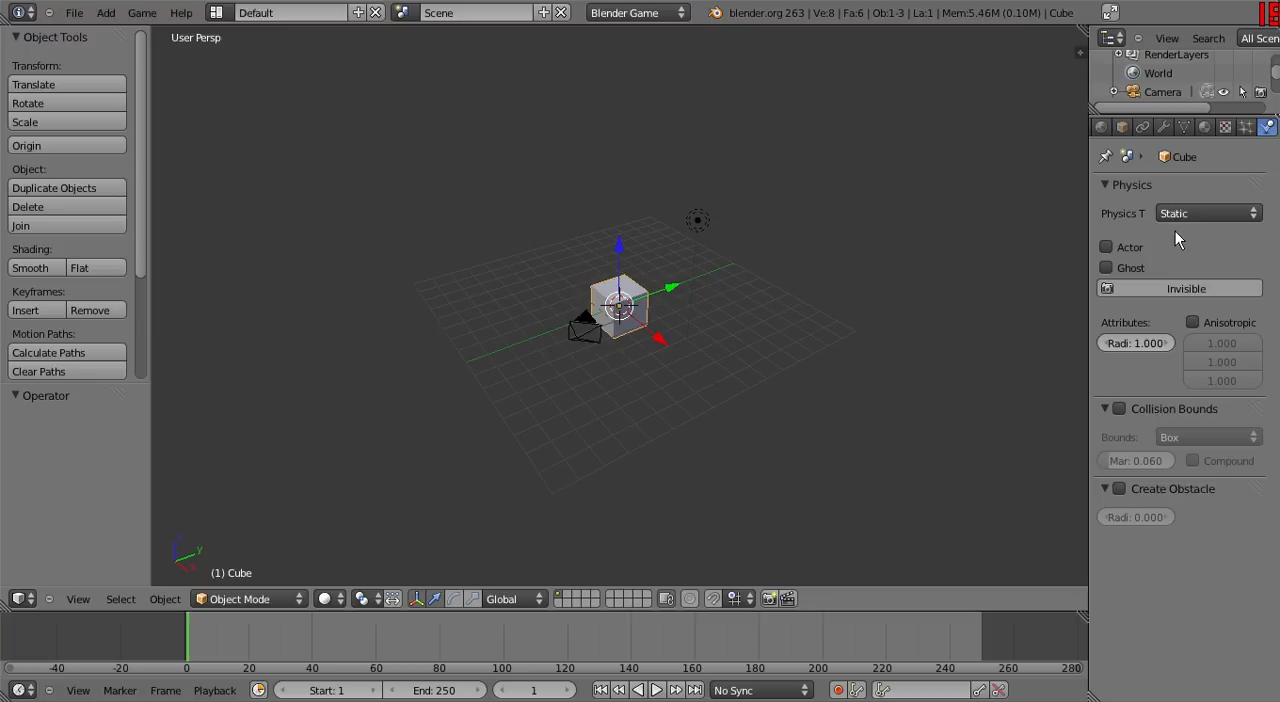 File Add Game Help Default Scene Blender Game blender.org 263 | Ve:8 | Fa:6 | Ob:1-3 | La:1 | Mem:5.46M (0.10M) | Cube
Object Tools
Transform:
Translate
Rotate
Scale
Origin
Object:
Duplicate Objects
Delete
Join
Shading:
Smooth Flat
Keyframes:
Insert Remove
Motion Paths:
Calculate Paths
Clear Paths
Operator
User Persp
z
y
x
(1) Cube
View Search All Scen
RenderLayers
World
Camera
Cube
Physics
Physics T Static
Actor
Ghost
Invisible
Attributes: Anisotropic
Radi: 1.000 1.000
1.000
1.000
Collision Bounds
Bounds: Box
Mar: 0.060 Compound
Create Obstacle
Radi: 0.000
View Select Object Object Mode Global
-40 -20 0 20 40 60 80 100 120 140 160 180 200 220 240 260 280
View Marker Frame Playback Start: 1 End: 250 1 No Sync